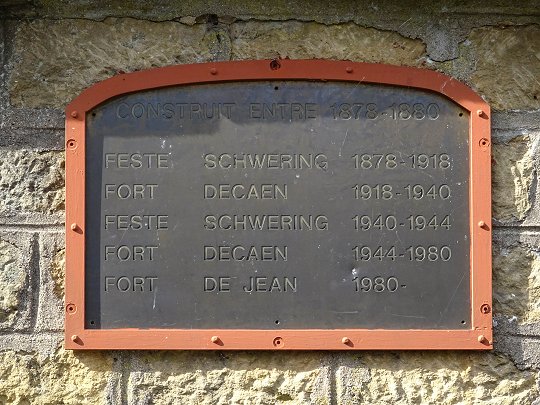 CONSTRUIT ENTRE 1878-1880
FESTE SCHWERING 1878-1918
FORT DECAEN 1918-1940
FESTE SCHWERING 1940-1944
FORT DECAEN 1944-1980
FORT DE JEAN 1980-